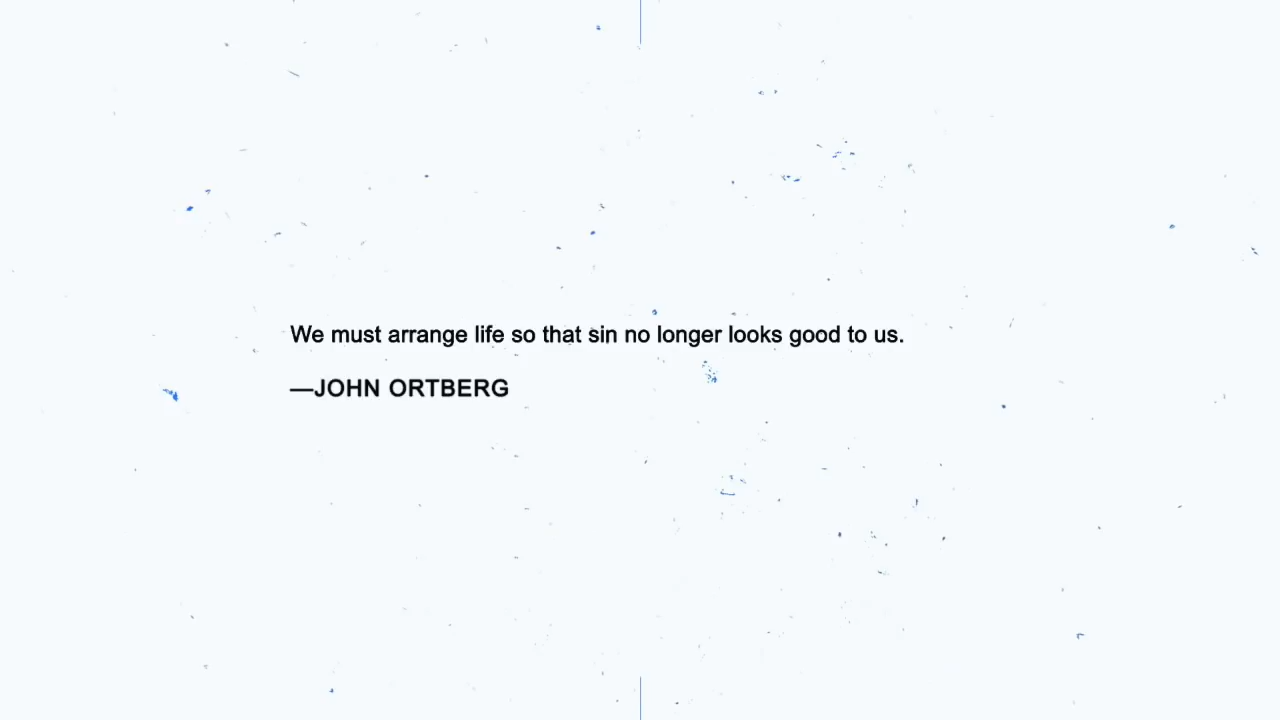 We must arrange life so that sin no longer looks good to us.
—JOHN ORTBERG